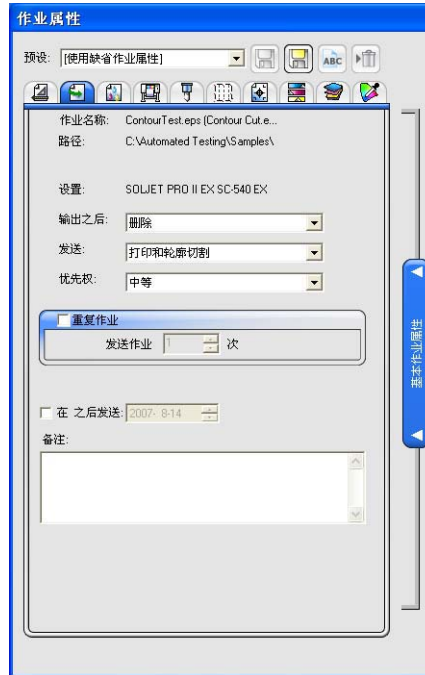 作业属性
预设: [使用缺省作业属性]
ABC
作业名称: ContourTest.eps (Contour Cut.e...
路径: C:\Automated Testing\Samples\
设置: SOLJET PRO II EX SC-540 EX
输出之后: 删除
发送: 打印和轮廓切割
优先权: 中等
重复作业
发送作业 1 次
在 之后发送: 2007- 8-14
备注:
基本作业属性